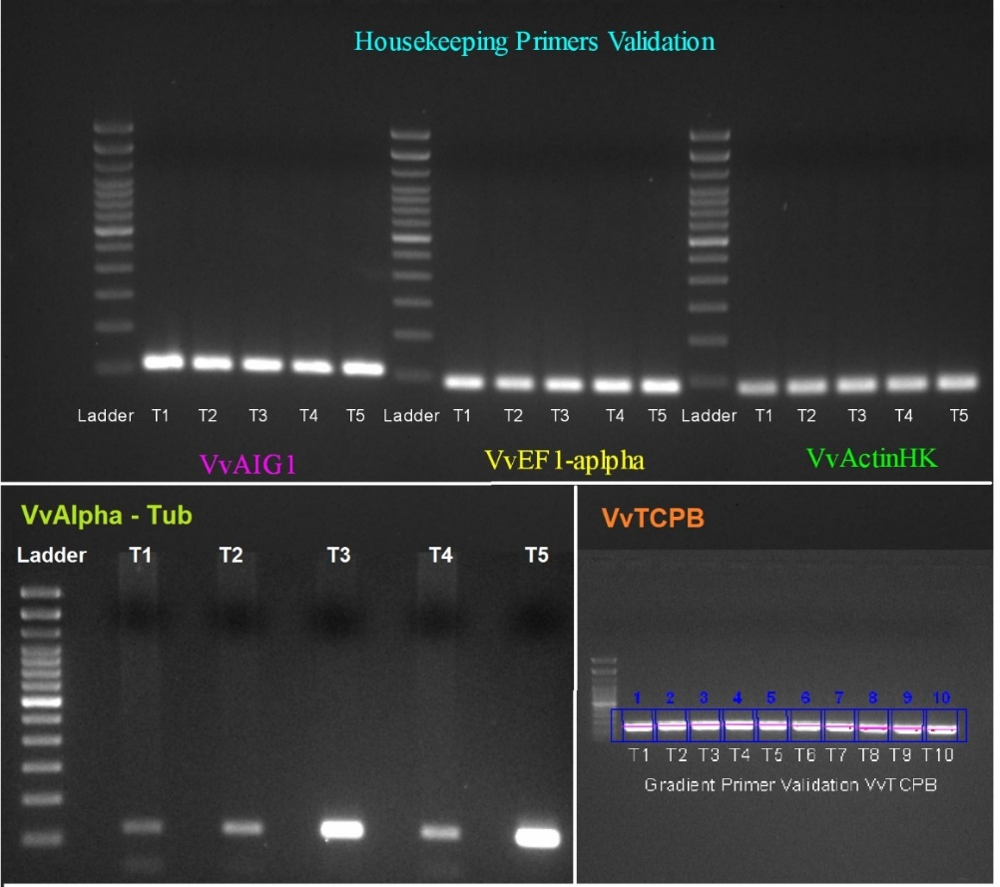 Housekeeping Primers Validation
Ladder T1 T2 T3 T4 T5 Ladder T1 T2 T3 T4 T5 Ladder T1 T2 T3 T4 T5
VvAIG1 VvEF1-aplpha VvActinHK
VvAlpha - Tub
Ladder T1 T2 T3 T4 T5
VvTCPB
1 2 3 4 5 6 7 8 9 10
T1 T2 T3 T4 T5 T6 T7 T8 T9 T10
Gradient Primer Validation VvTCPB